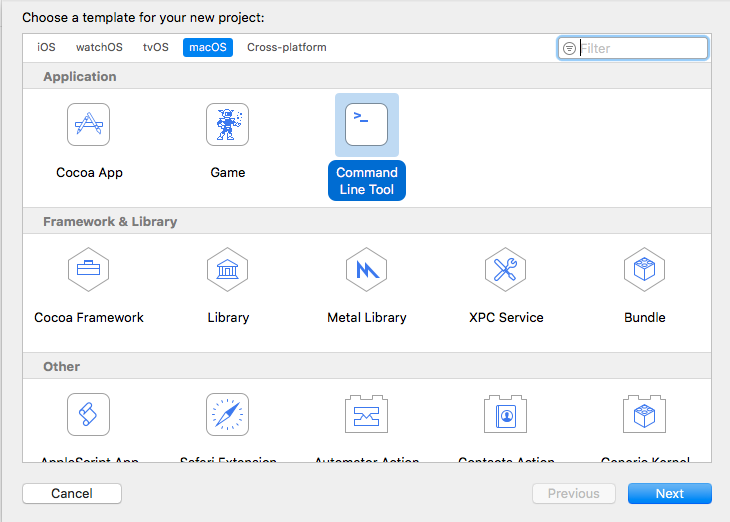 Choose a template for your new project:
iOS watchOS tvOS macOS Cross-platform Filter
Application
>_
Cocoa App Game Command
Line Tool
Framework & Library
Cocoa Framework Library Metal Library XPC Service Bundle
Other
AppleScript App Safari Extension Automator Action Contacts Action Generic Kernel
Cancel Previous Next